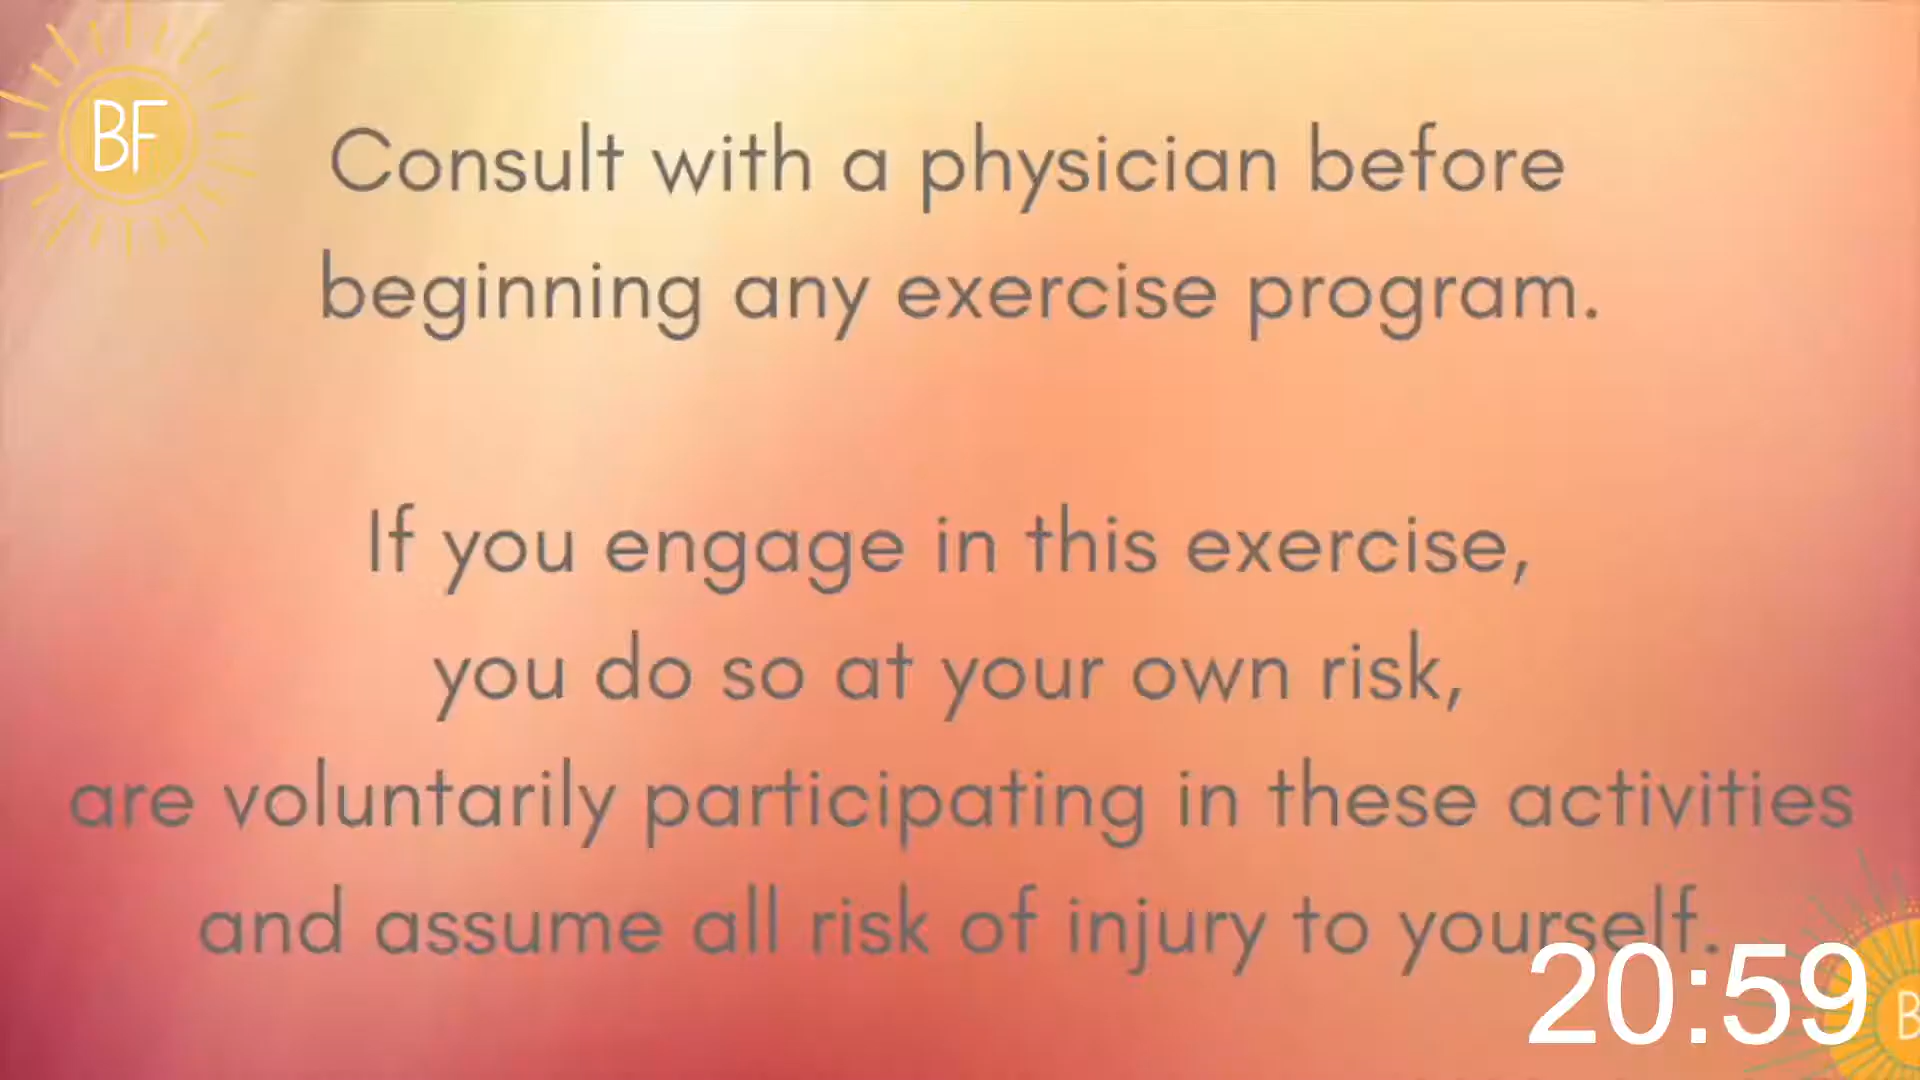 BF
Consult with a physician before
beginning any exercise program.
If you engage in this exercise,
you do so at your own risk,
are voluntarily participating in these activities
and assume all risk of injury to yourself.
20:59
B